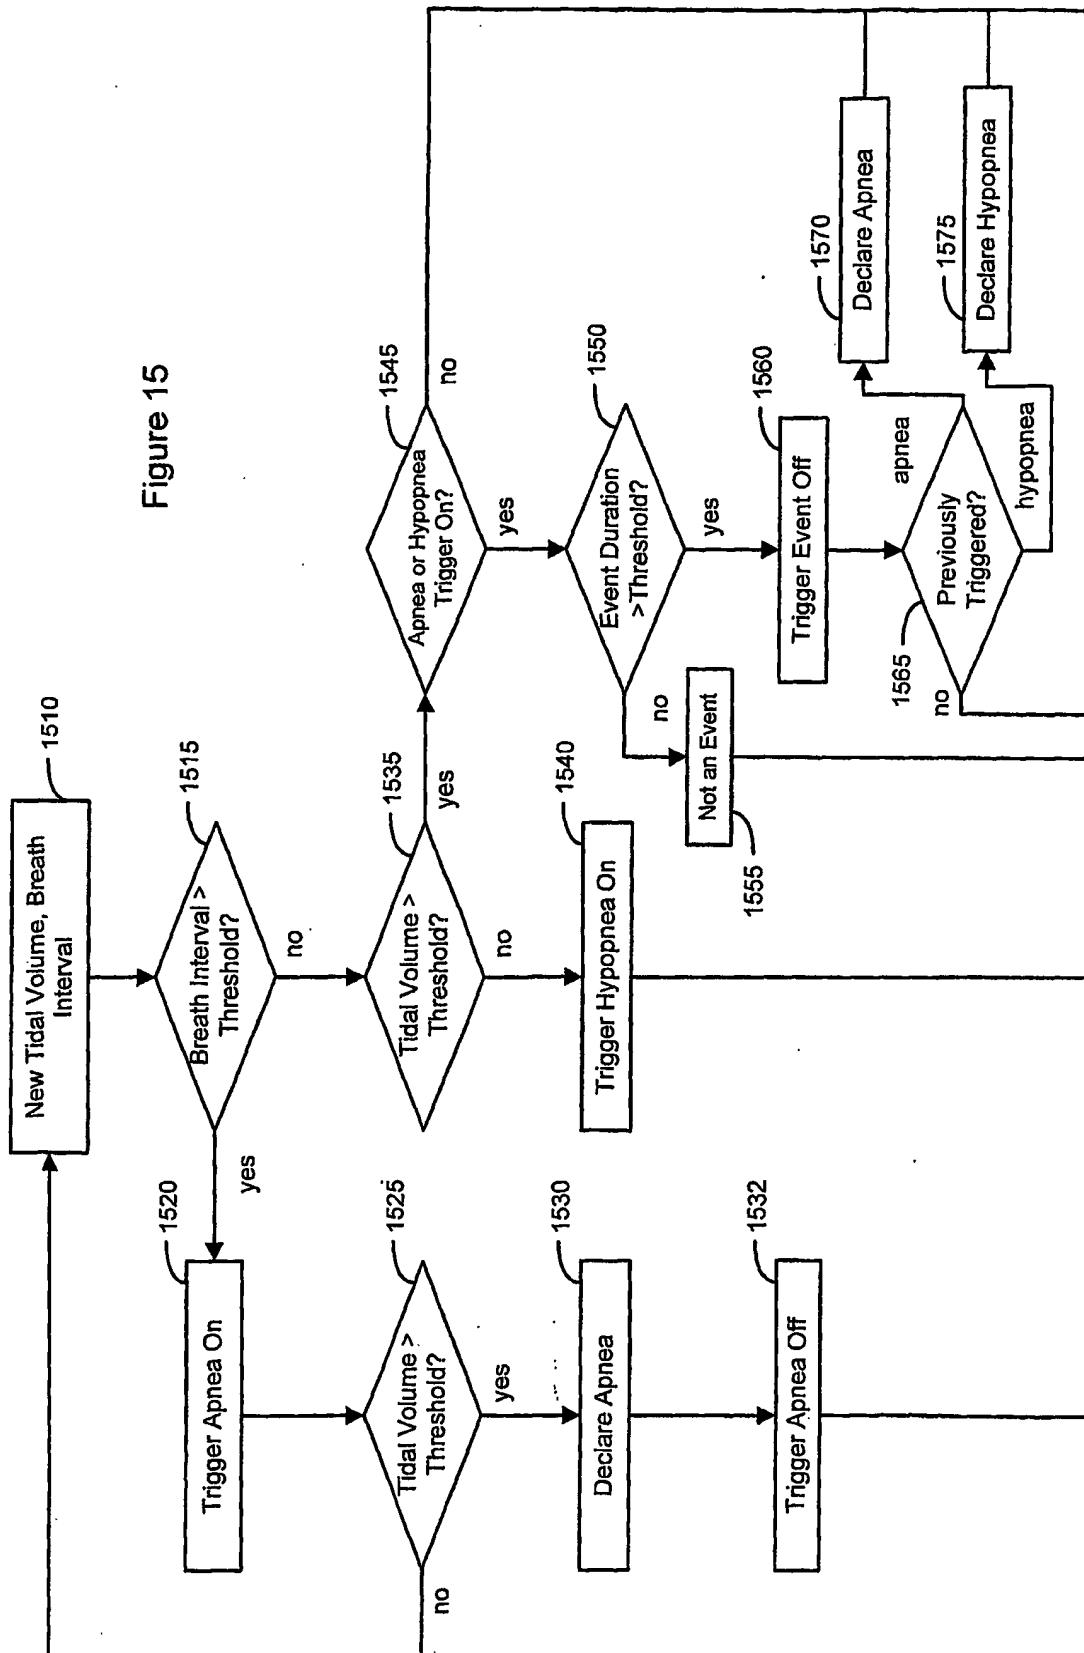 Figure 15
New Tidal Volume, Breath
Interval
1510
Breath Interval >
Threshold?
1515
yes
no
Trigger Apnea On
1520
Tidal Volume >
Threshold?
1525
no
yes
Declare Apnea
1530
Trigger Apnea Off
1532
Tidal Volume >
Threshold?
1535
yes
no
Trigger Hypopnea On
1540
Apnea or Hypopnea
Trigger On?
1545
no
yes
Event Duration
>Threshold?
1550
no
yes
Not an Event
1555
Trigger Event Off
1560
Previously
Triggered?
1565
no
apnea
hypopnea
Declare Apnea
1570
Declare Hypopnea
1575